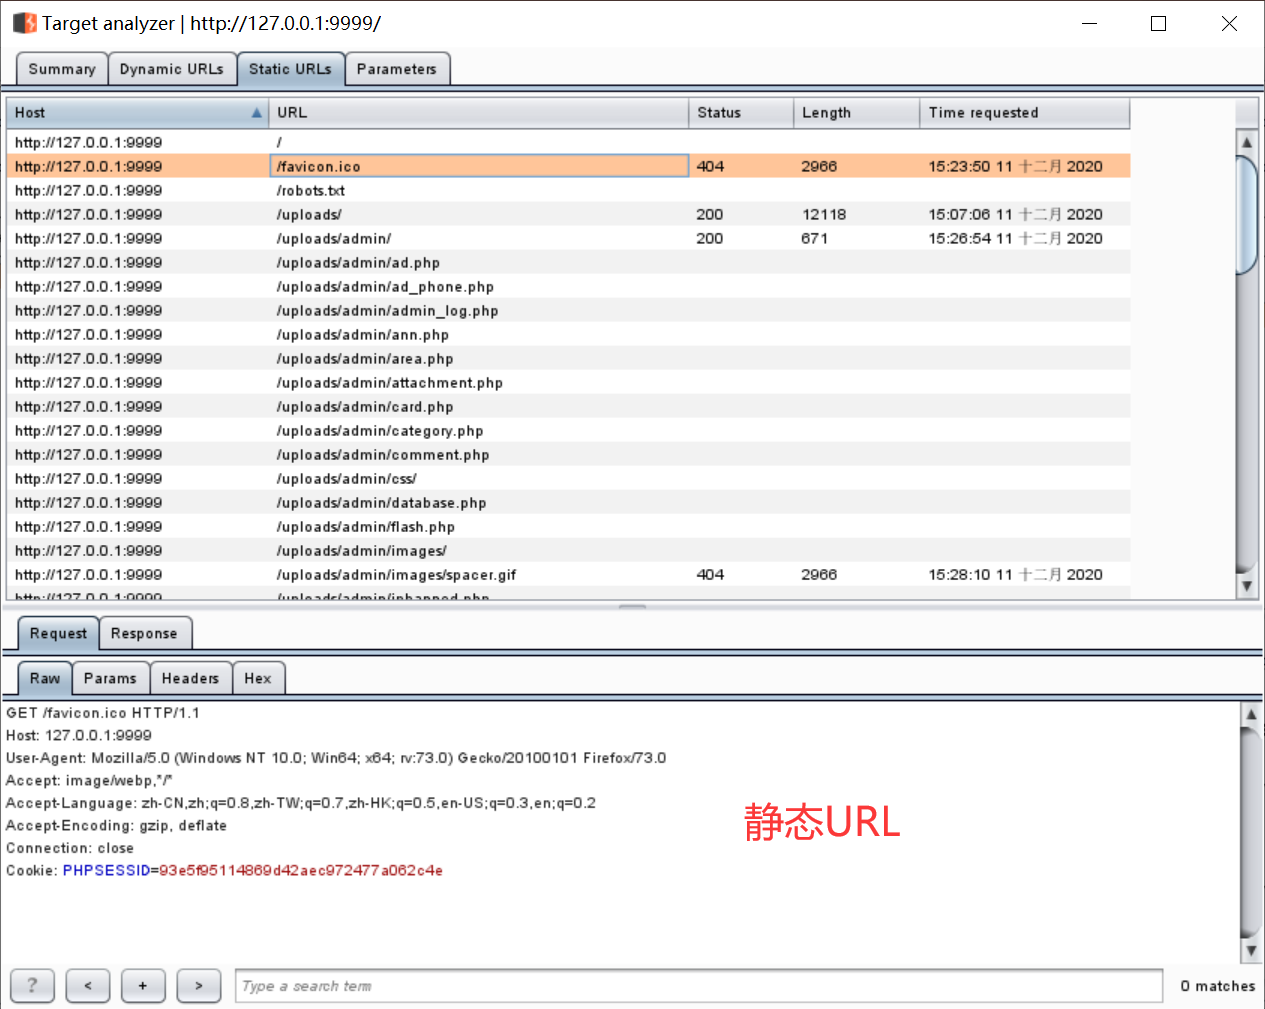 Target analyzer | http://127.0.0.1:9999/
Summary Dynamic URLs Static URLs Parameters
Host URL Status Length Time requested
http://127.0.0.1:9999 /
http://127.0.0.1:9999 /favicon.ico 404 2966 15:23:50 11 十二月 2020
http://127.0.0.1:9999 /robots.txt
http://127.0.0.1:9999 /uploads/ 200 12118 15:07:06 11 十二月 2020
http://127.0.0.1:9999 /uploads/admin/ 200 671 15:26:54 11 十二月 2020
http://127.0.0.1:9999 /uploads/admin/ad.php
http://127.0.0.1:9999 /uploads/admin/ad_phone.php
http://127.0.0.1:9999 /uploads/admin/admin_log.php
http://127.0.0.1:9999 /uploads/admin/ann.php
http://127.0.0.1:9999 /uploads/admin/area.php
http://127.0.0.1:9999 /uploads/admin/attachment.php
http://127.0.0.1:9999 /uploads/admin/card.php
http://127.0.0.1:9999 /uploads/admin/category.php
http://127.0.0.1:9999 /uploads/admin/comment.php
http://127.0.0.1:9999 /uploads/admin/css/
http://127.0.0.1:9999 /uploads/admin/database.php
http://127.0.0.1:9999 /uploads/admin/flash.php
http://127.0.0.1:9999 /uploads/admin/images/
http://127.0.0.1:9999 /uploads/admin/images/spacer.gif 404 2966 15:28:10 11 十二月 2020
Request Response
Raw Params Headers Hex
GET /favicon.ico HTTP/1.1
Host: 127.0.0.1:9999
User-Agent: Mozilla/5.0 (Windows NT 10.0; Win64; x64; rv:73.0) Gecko/20100101 Firefox/73.0
Accept: image/webp,*/*
Accept-Language: zh-CN,zh;q=0.8,zh-TW;q=0.7,zh-HK;q=0.5,en-US;q=0.3,en;q=0.2
Accept-Encoding: gzip, deflate
Connection: close
Cookie: PHPSESSID=93e5f95114869d42aec972477a062c4e
静态URL
? < + > Type a search term 0 matches